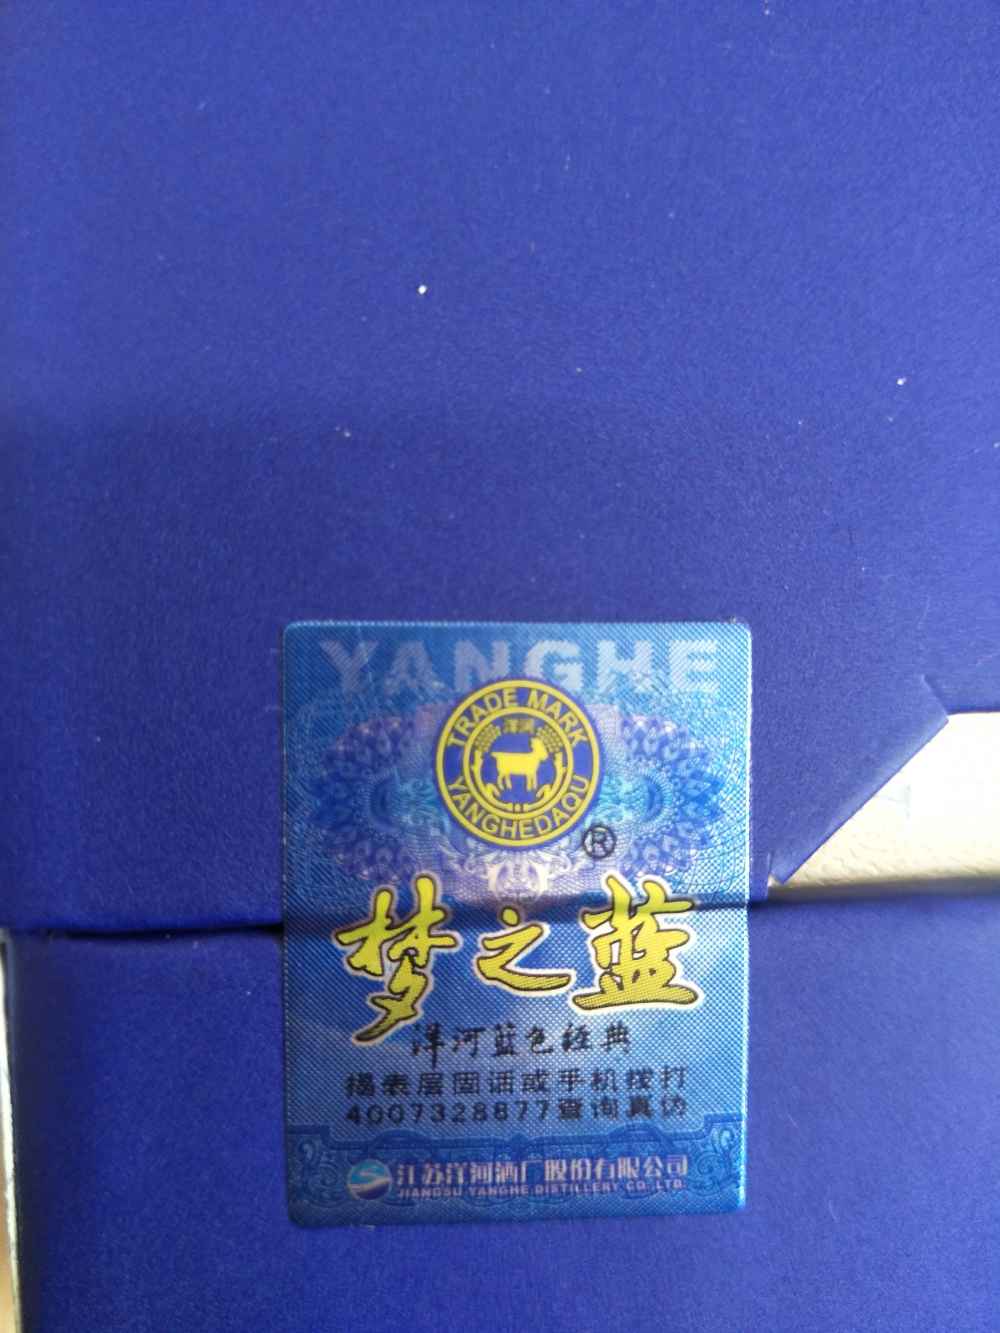 YANGHE
TRADE MARK
洋河
YANGHEDAQU
®
梦之蓝
洋河蓝色经典
揭表层固话或手机拨打
4007328877查询真伪
江苏洋河酒厂股份有限公司
JIANGSU YANGHE DISTILLERY CO.,LTD.